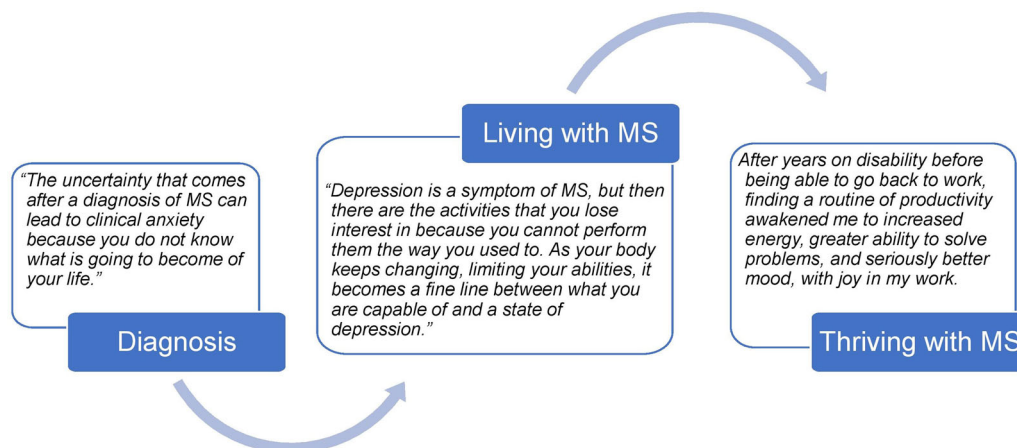 “The uncertainty that comes
after a diagnosis of MS can
lead to clinical anxiety
because you do not know
what is going to become of
your life.”
Diagnosis
Living with MS
“Depression is a symptom of MS, but then
there are the activities that you lose
interest in because you cannot perform
them the way you used to. As your body
keeps changing, limiting your abilities, it
becomes a fine line between what you
are capable of and a state of
depression.”
After years on disability before
being able to go back to work,
finding a routine of productivity
awakened me to increased
energy, greater ability to solve
problems, and seriously better
mood, with joy in my work.
Thriving with MS